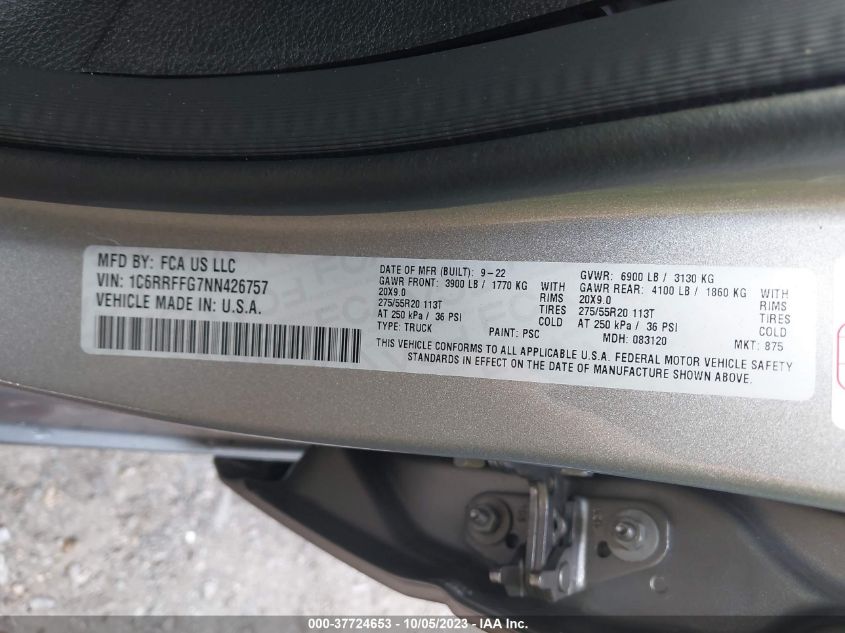 MFD BY: FCA US LLC
VIN: 1C6RRFFG7NN426757
VEHICLE MADE IN: U.S.A.
DATE OF MFR (BUILT): 9-22
GAWR FRONT: 3900 LB / 1770 KG WITH
20X9.0 RIMS
275/55R20 113T TIRES
AT 250 kPa / 36 PSI COLD
TYPE: TRUCK PAINT: PSC
GVWR: 6900 LB / 3130 KG
GAWR REAR: 4100 LB / 1860 KG WITH
20X9.0 RIMS
275/55R20 113T TIRES
AT 250 kPa / 36 PSI COLD
MDH: 083120 MKT: 875
THIS VEHICLE CONFORMS TO ALL APPLICABLE U.S.A. FEDERAL MOTOR VEHICLE SAFETY
STANDARDS IN EFFECT ON THE DATE OF MANUFACTURE SHOWN ABOVE.
000-37724653 - 10/05/2023 - IAA Inc.